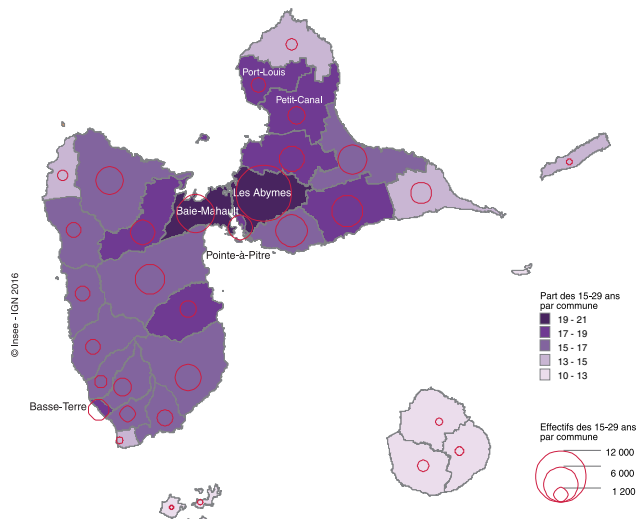 Port-Louis
Petit-Canal
Les Abymes
Baie-Mahault
Pointe-à-Pitre
Basse-Terre
© Insee - IGN 2016
Part des 15-29 ans
par commune
19 - 21
17 - 19
15 - 17
13 - 15
10 - 13
Effectifs des 15-29 ans
par commune
12 000
6 000
1 200